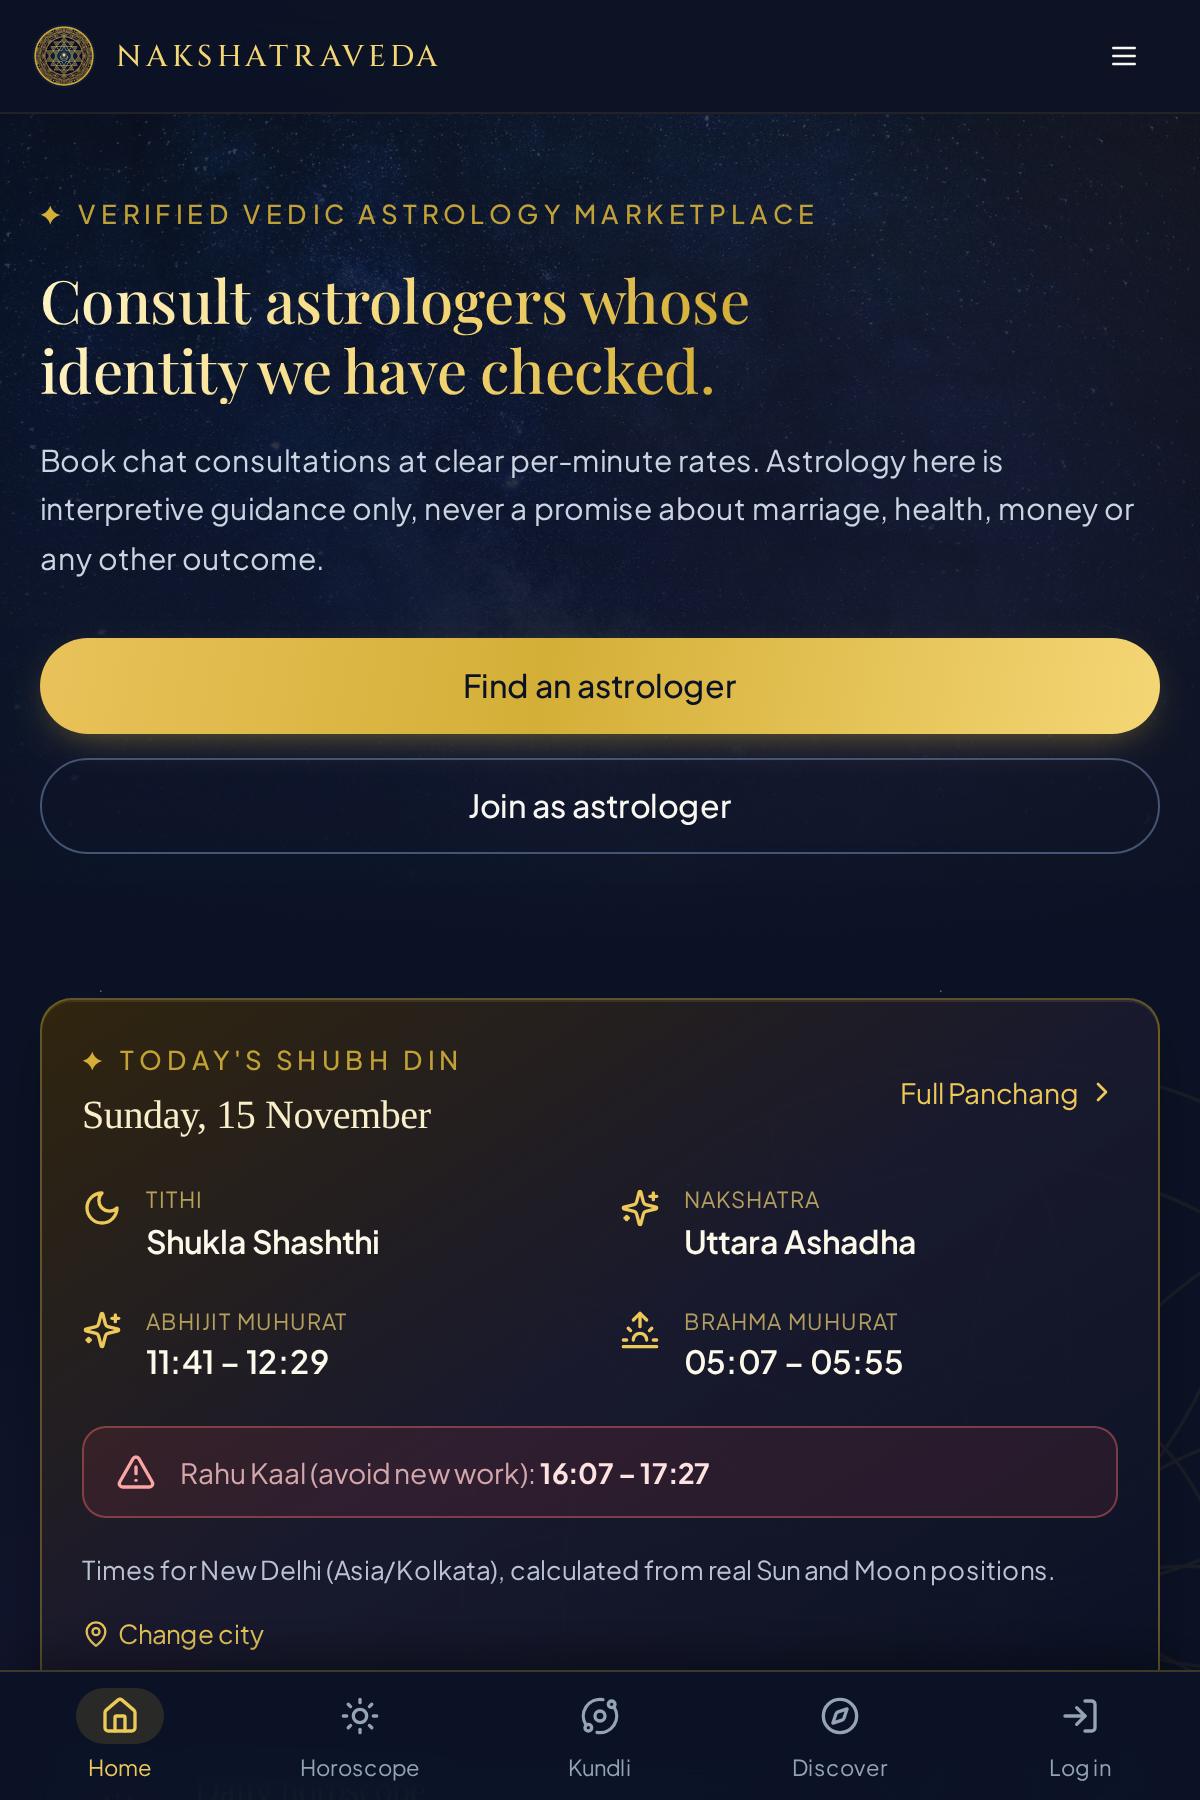 NAKSHATRAVEDA
✦ VERIFIED VEDIC ASTROLOGY MARKETPLACE
Consult astrologers whose
identity we have checked.
Book chat consultations at clear per-minute rates. Astrology here is
interpretive guidance only, never a promise about marriage, health, money or
any other outcome.
Find an astrologer
Join as astrologer
✦ TODAY'S SHUBH DIN
Sunday, 15 November
Full Panchang
TITHI
Shukla Shashthi
NAKSHATRA
Uttara Ashadha
ABHIJIT MUHURAT
11:41 – 12:29
BRAHMA MUHURAT
05:07 – 05:55
Rahu Kaal (avoid new work): 16:07 – 17:27
Times for New Delhi (Asia/Kolkata), calculated from real Sun and Moon positions.
Change city
Home
Horoscope
Kundli
Discover
Log in